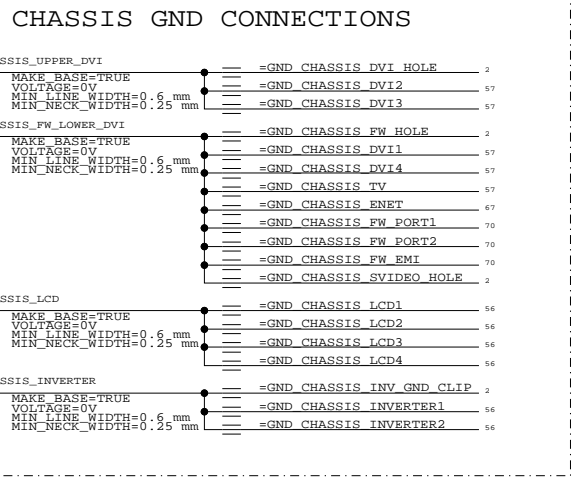 CHASSIS GND CONNECTIONS
SSIS_UPPER_DVI
MAKE_BASE=TRUE
VOLTAGE=0V
MIN_LINE_WIDTH=0.6 mm
MIN_NECK_WIDTH=0.25 mm
=GND_CHASSIS_DVI_HOLE 2
=GND_CHASSIS_DVI2 57
=GND_CHASSIS_DVI3 57
SSIS_FW_LOWER_DVI
MAKE_BASE=TRUE
VOLTAGE=0V
MIN_LINE_WIDTH=0.6 mm
MIN_NECK_WIDTH=0.25 mm
=GND_CHASSIS_FW_HOLE 2
=GND_CHASSIS_DVI1 57
=GND_CHASSIS_DVI4 57
=GND_CHASSIS_TV 57
=GND_CHASSIS_ENET 67
=GND_CHASSIS_FW_PORT1 70
=GND_CHASSIS_FW_PORT2 70
=GND_CHASSIS_FW_EMI 70
=GND_CHASSIS_SVIDEO_HOLE 2
SSIS_LCD
MAKE_BASE=TRUE
VOLTAGE=0V
MIN_LINE_WIDTH=0.6 mm
MIN_NECK_WIDTH=0.25 mm
=GND_CHASSIS_LCD1 56
=GND_CHASSIS_LCD2 56
=GND_CHASSIS_LCD3 56
=GND_CHASSIS_LCD4 56
SSIS_INVERTER
MAKE_BASE=TRUE
VOLTAGE=0V
MIN_LINE_WIDTH=0.6 mm
MIN_NECK_WIDTH=0.25 mm
=GND_CHASSIS_INV_GND_CLIP 2
=GND_CHASSIS_INVERTER1 56
=GND_CHASSIS_INVERTER2 56